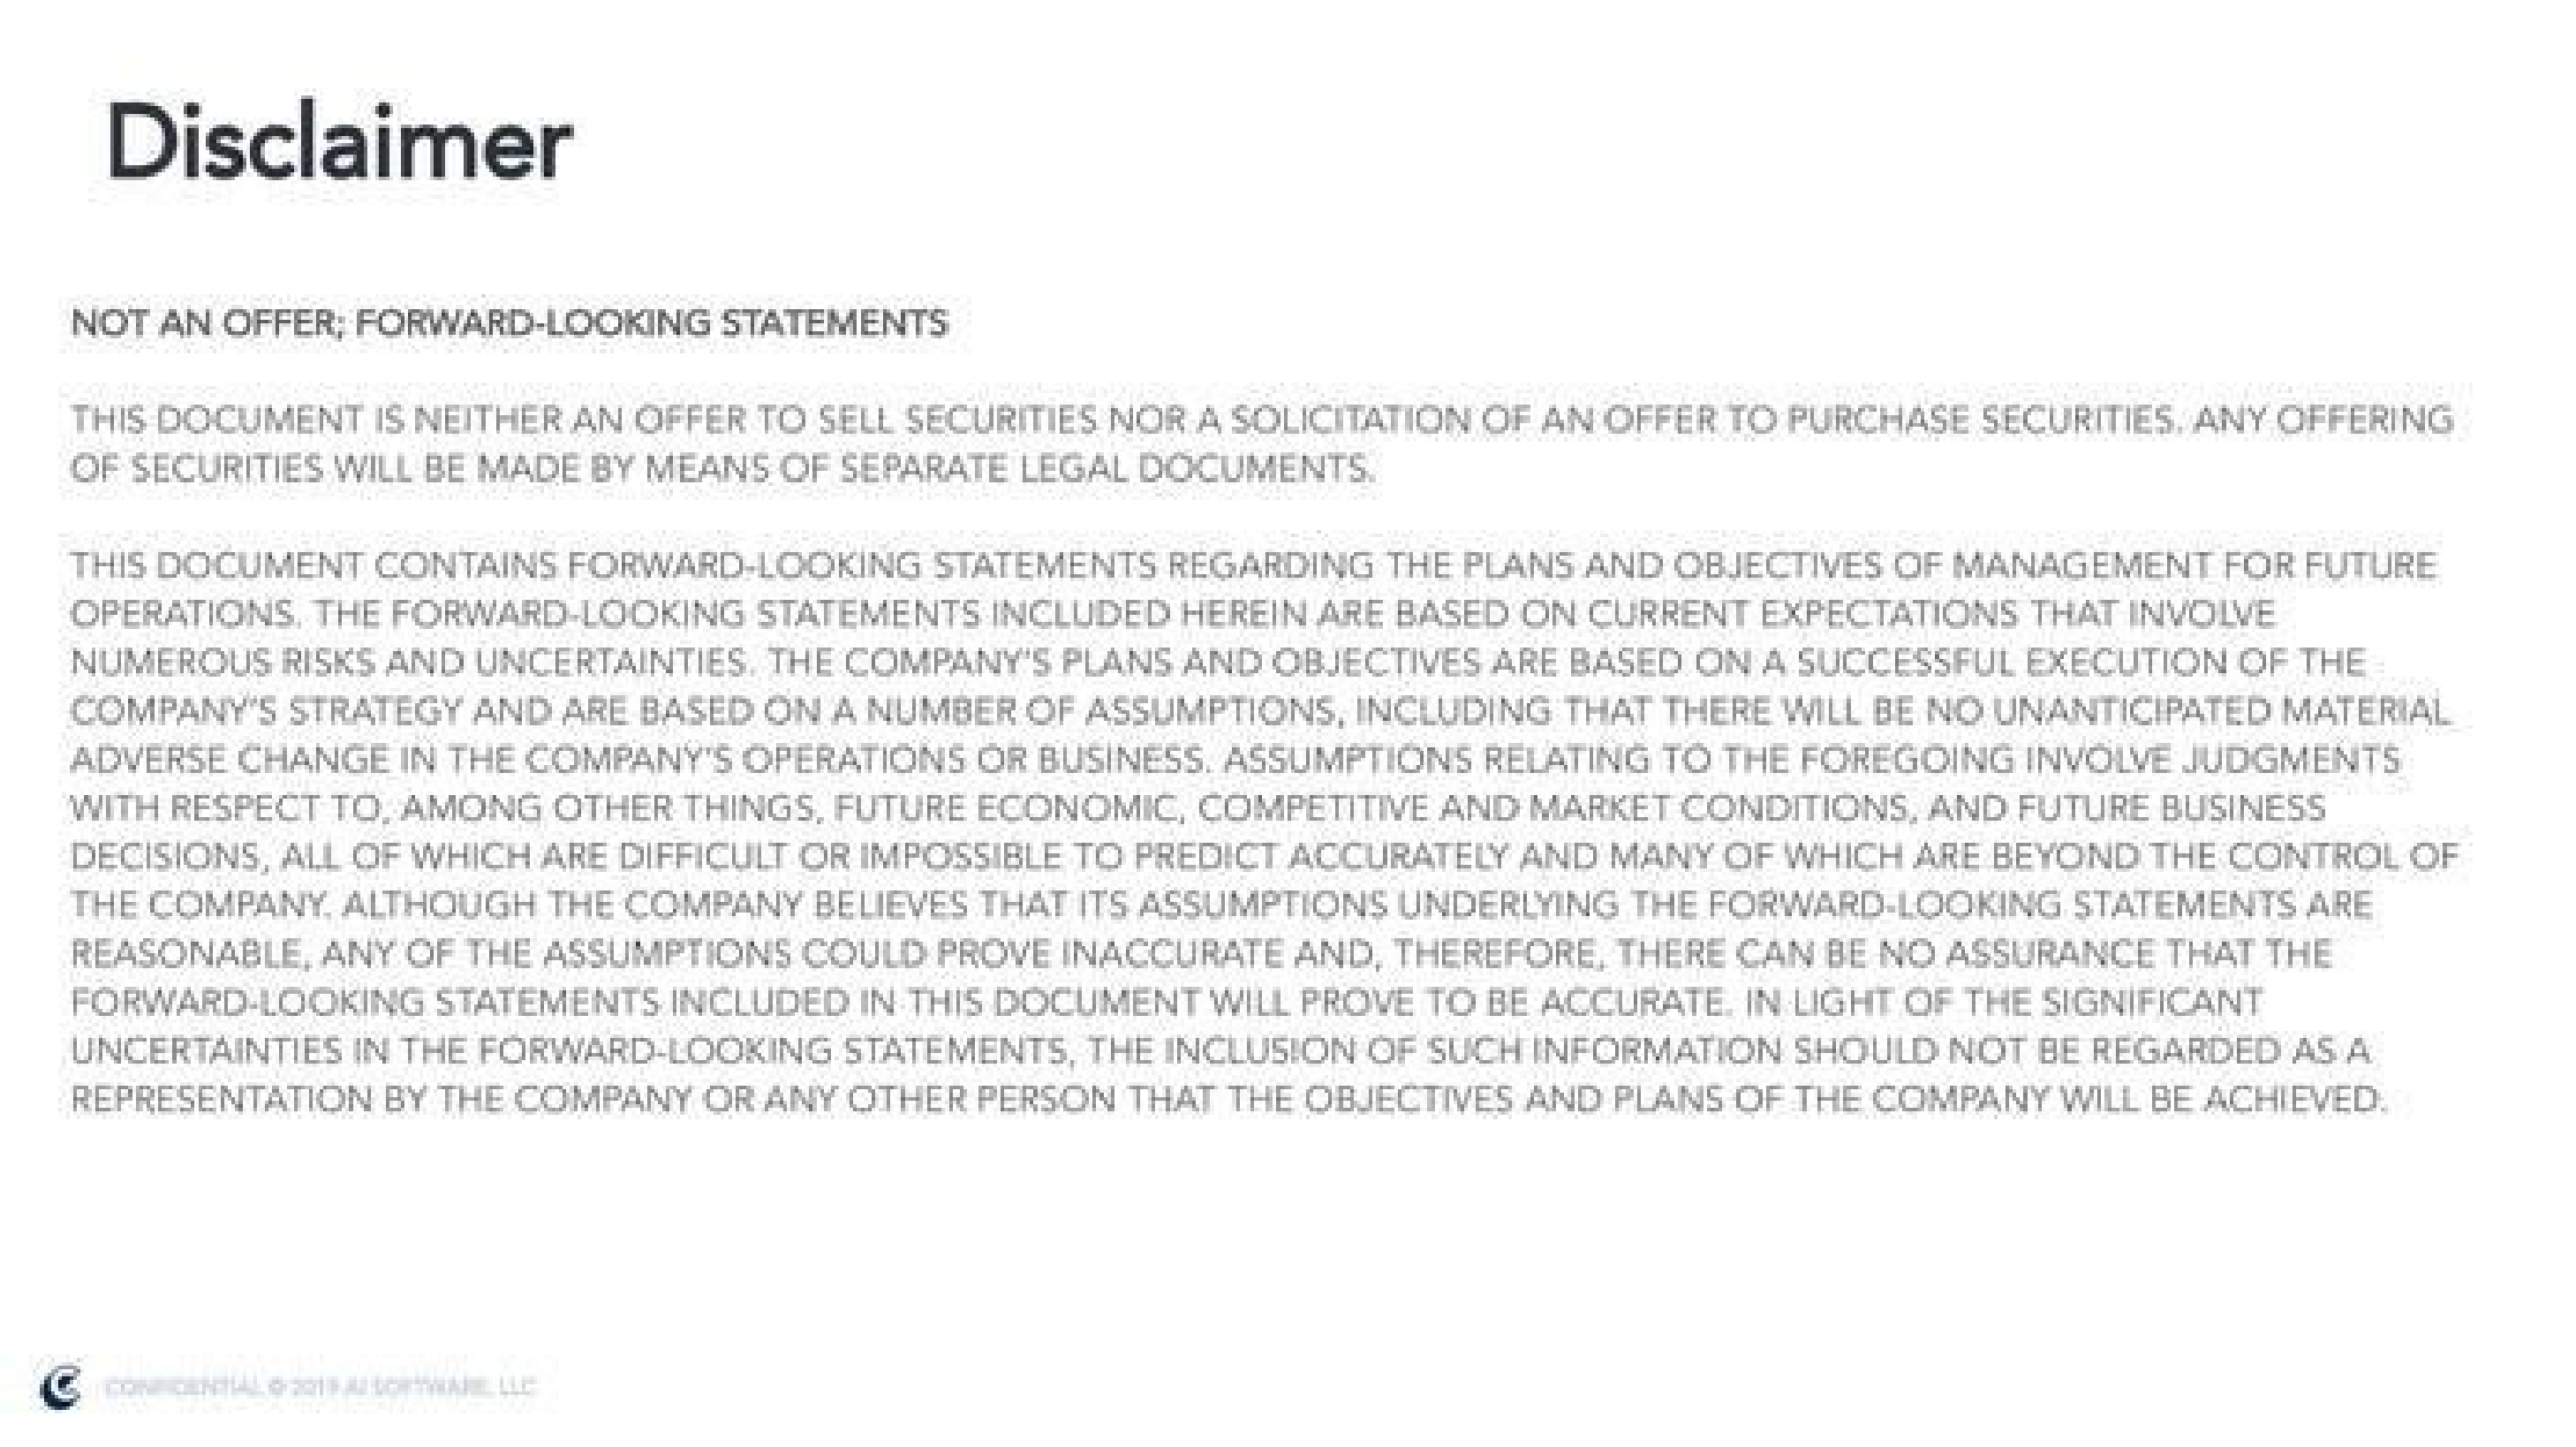 Disclaimer
NOT AN OFFER; FORWARD-LOOKING STATEMENTS
THIS DOCUMENT IS NEITHER AN OFFER TO SELL SECURITIES NOR A SOLICITATION OF AN OFFER TO PURCHASE SECURITIES. ANY OFFERING
OF SECURITIES WILL BE MADE BY MEANS OF SEPARATE LEGAL DOCUMENTS.
THIS DOCUMENT CONTAINS FORWARD-LOOKING STATEMENTS REGARDING THE PLANS AND OBJECTIVES OF MANAGEMENT FOR FUTURE
OPERATIONS. THE FORWARD-LOOKING STATEMENTS INCLUDED HEREIN ARE BASED ON CURRENT EXPECTATIONS THAT INVOLVE
NUMEROUS RISKS AND UNCERTAINTIES. THE COMPANY'S PLANS AND OBJECTIVES ARE BASED ON A SUCCESSFUL EXECUTION OF THE
COMPANY'S STRATEGY AND ARE BASED ON A NUMBER OF ASSUMPTIONS, INCLUDING THAT THERE WILL BE NO UNANTICIPATED MATERIAL
ADVERSE CHANGE IN THE COMPANY'S OPERATIONS OR BUSINESS. ASSUMPTIONS RELATING TO THE FOREGOING INVOLVE JUDGMENTS
WITH RESPECT TO, AMONG OTHER THINGS, FUTURE ECONOMIC, COMPETITIVE AND MARKET CONDITIONS, AND FUTURE BUSINESS
DECISIONS, ALL OF WHICH ARE DIFFICULT OR IMPOSSIBLE TO PREDICT ACCURATELY AND MANY OF WHICH ARE BEYOND THE CONTROL OF
THE COMPANY. ALTHOUGH THE COMPANY BELIEVES THAT ITS ASSUMPTIONS UNDERLYING THE FORWARD-LOOKING STATEMENTS ARE
REASONABLE, ANY OF THE ASSUMPTIONS COULD PROVE INACCURATE AND, THEREFORE, THERE CAN BE NO ASSURANCE THAT THE
FORWARD-LOOKING STATEMENTS INCLUDED IN THIS DOCUMENT WILL PROVE TO BE ACCURATE. IN LIGHT OF THE SIGNIFICANT
UNCERTAINTIES IN THE FORWARD-LOOKING STATEMENTS, THE INCLUSION OF SUCH INFORMATION SHOULD NOT BE REGARDED AS A
REPRESENTATION BY THE COMPANY OR ANY OTHER PERSON THAT THE OBJECTIVES AND PLANS OF THE COMPANY WILL BE ACHIEVED.
CONFIDENTIAL © 2019 AI SOFTWARE, LLC